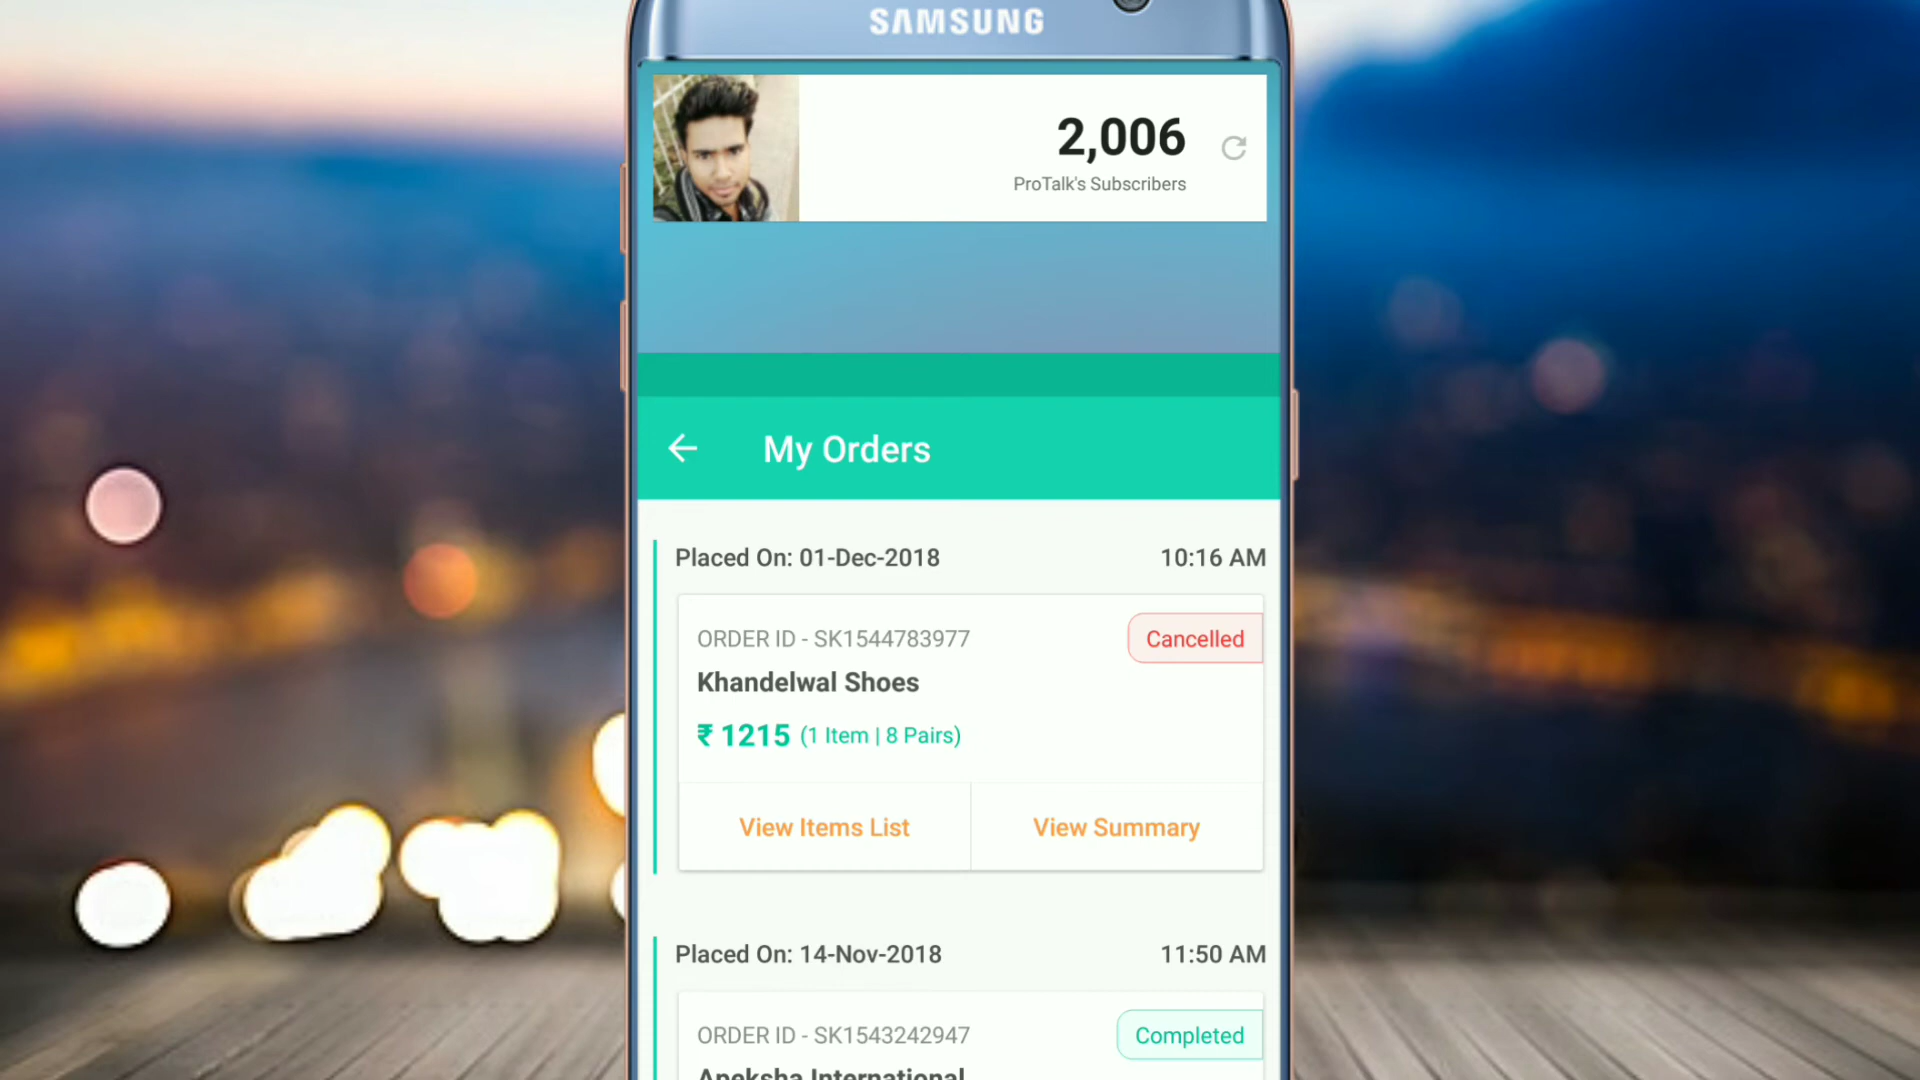 SAMSUNG
2,006
ProTalk's Subscribers
My Orders
Placed On: 01-Dec-2018 10:16 AM
ORDER ID - SK1544783977 Cancelled
Khandelwal Shoes
₹ 1215 (1 Item | 8 Pairs)
View Items List View Summary
Placed On: 14-Nov-2018 11:50 AM
ORDER ID - SK1543242947 Completed
Apeksha International